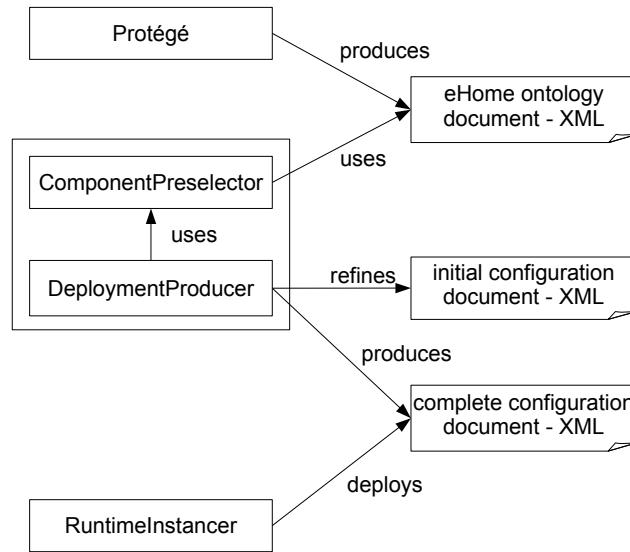 Protégé
produces
eHome ontology
document - XML
uses
ComponentPreselector
uses
DeploymentProducer
refines
initial configuration
document - XML
produces
complete configuration
document - XML
deploys
RuntimeInstancer